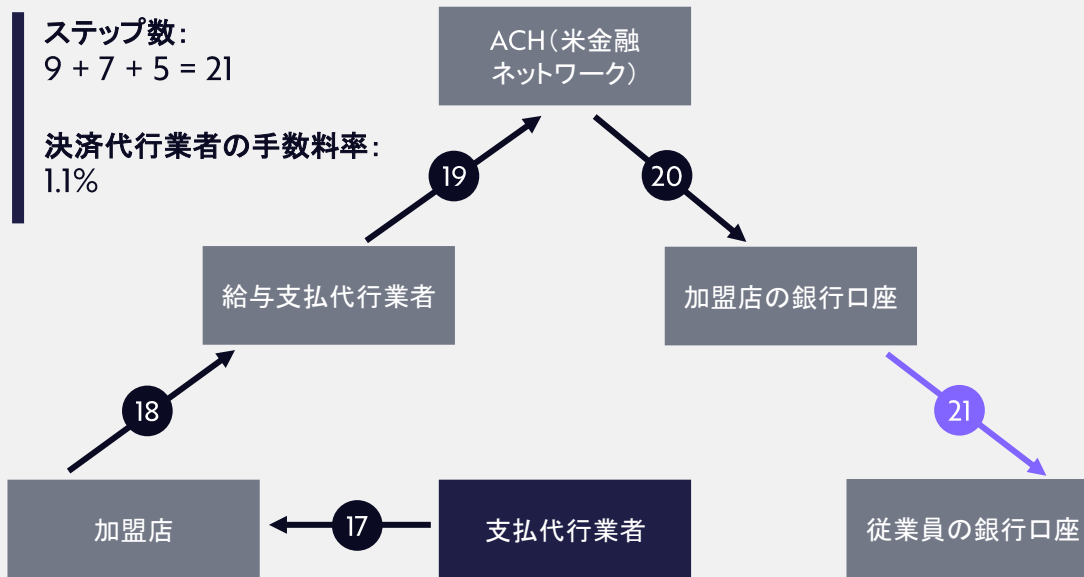 ステップ数:
9 + 7 + 5 = 21
決済代行業者の手数料率:
1.1%
ACH(米金融
ネットワーク)
19
20
給与支払代行業者
加盟店の銀行口座
18
21
加盟店
17
支払代行業者
従業員の銀行口座